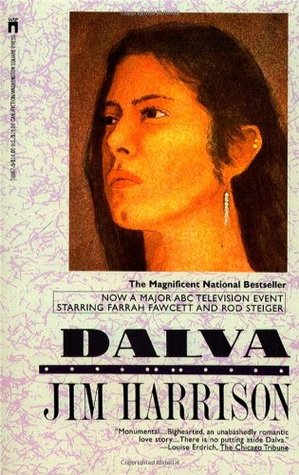 WSP
The Magnificent National Bestseller
NOW A MAJOR ABC TELEVISION EVENT
STARRING FARRAH FAWCETT AND ROD STEIGER
DALVA
JIM HARRISON
"Monumental....Bighearted, an unabashedly romantic
love story....There is no putting aside Dalva."
Louise Erdrich, The Chicago Tribune